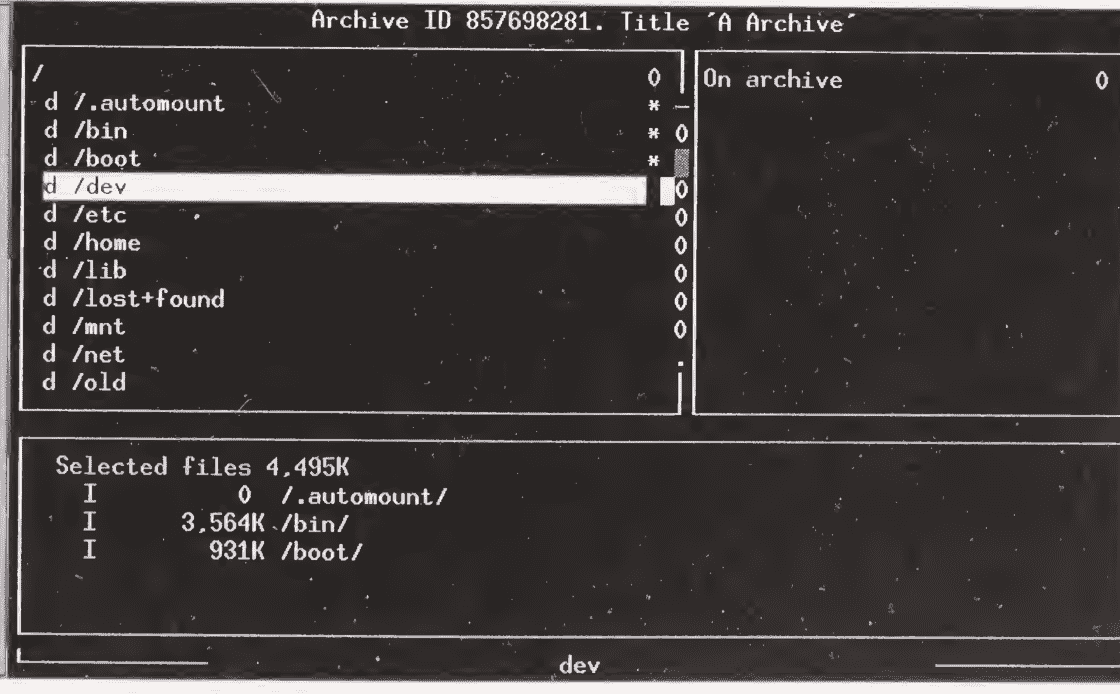 Archive ID 857698281. Title 'A Archive'
/ 0
d /.automount *
d /bin * 0
d /boot *
d /dev 0
d /etc 0
d /home 0
d /lib 0
d /lost+found 0
d /mnt 0
d /net
d /old
On archive 0
Selected files 4,495K
I 0 /.automount/
I 3,564K /bin/
I 931K /boot/
dev